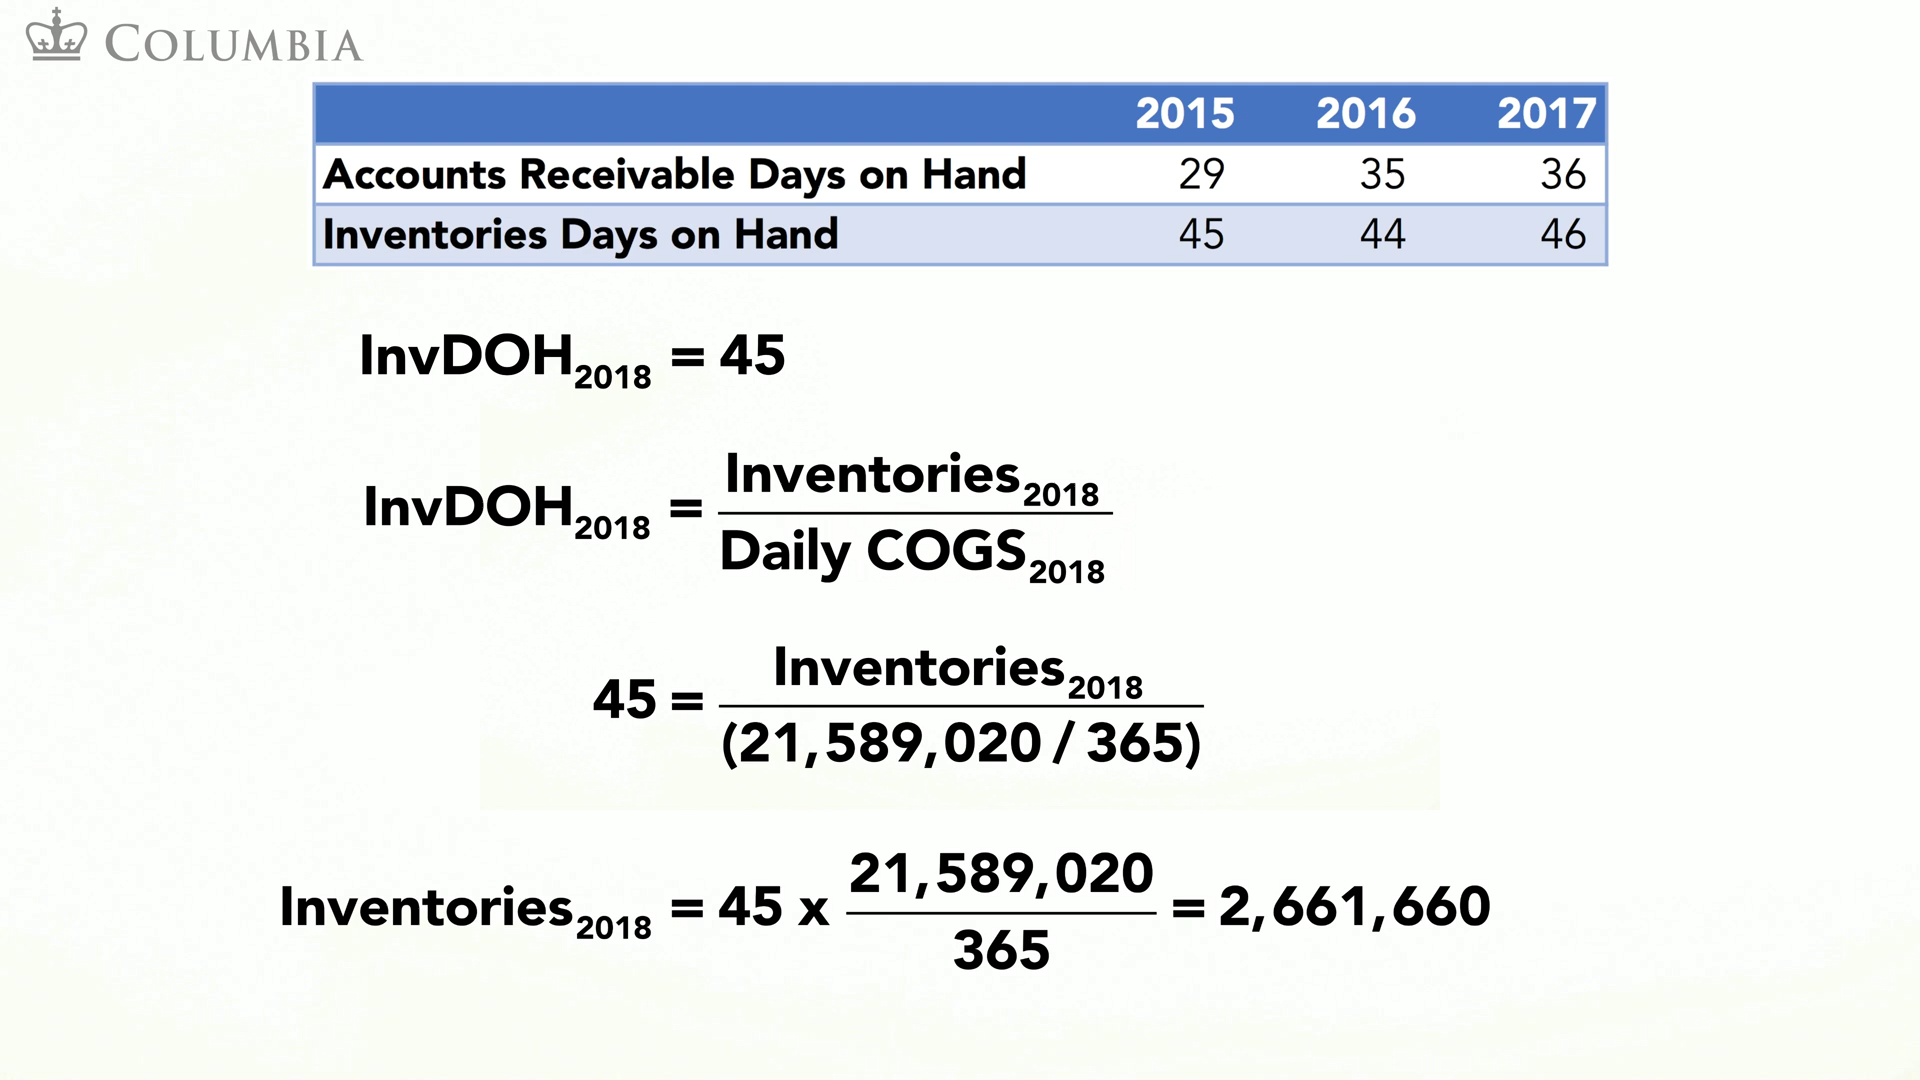 COLUMBIA
2015 2016 2017
Accounts Receivable Days on Hand 29 35 36
Inventories Days on Hand 45 44 46
InvDOH2018 = 45
InvDOH2018 = Inventories2018
Daily COGS2018
45 = Inventories2018
(21,589,020 / 365)
Inventories2018 = 45 x 21,589,020 = 2,661,660
365